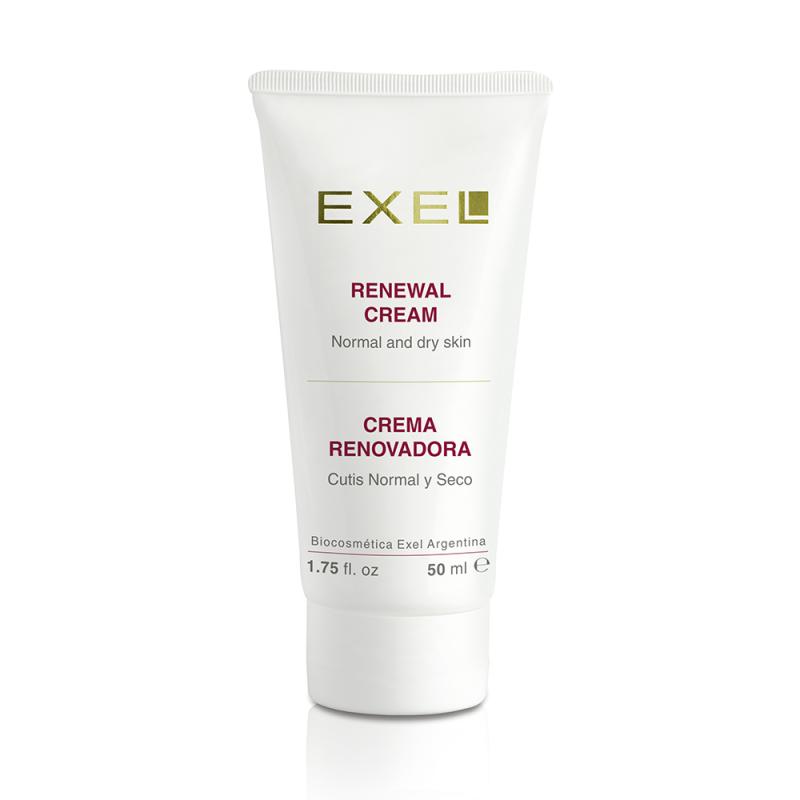 EXEL
RENEWAL
CREAM
Normal and dry skin
CREMA
RENOVADORA
Cutis Normal y Seco
Biocosmética Exel Argentina
1.75 fl. oz 50 ml ℮